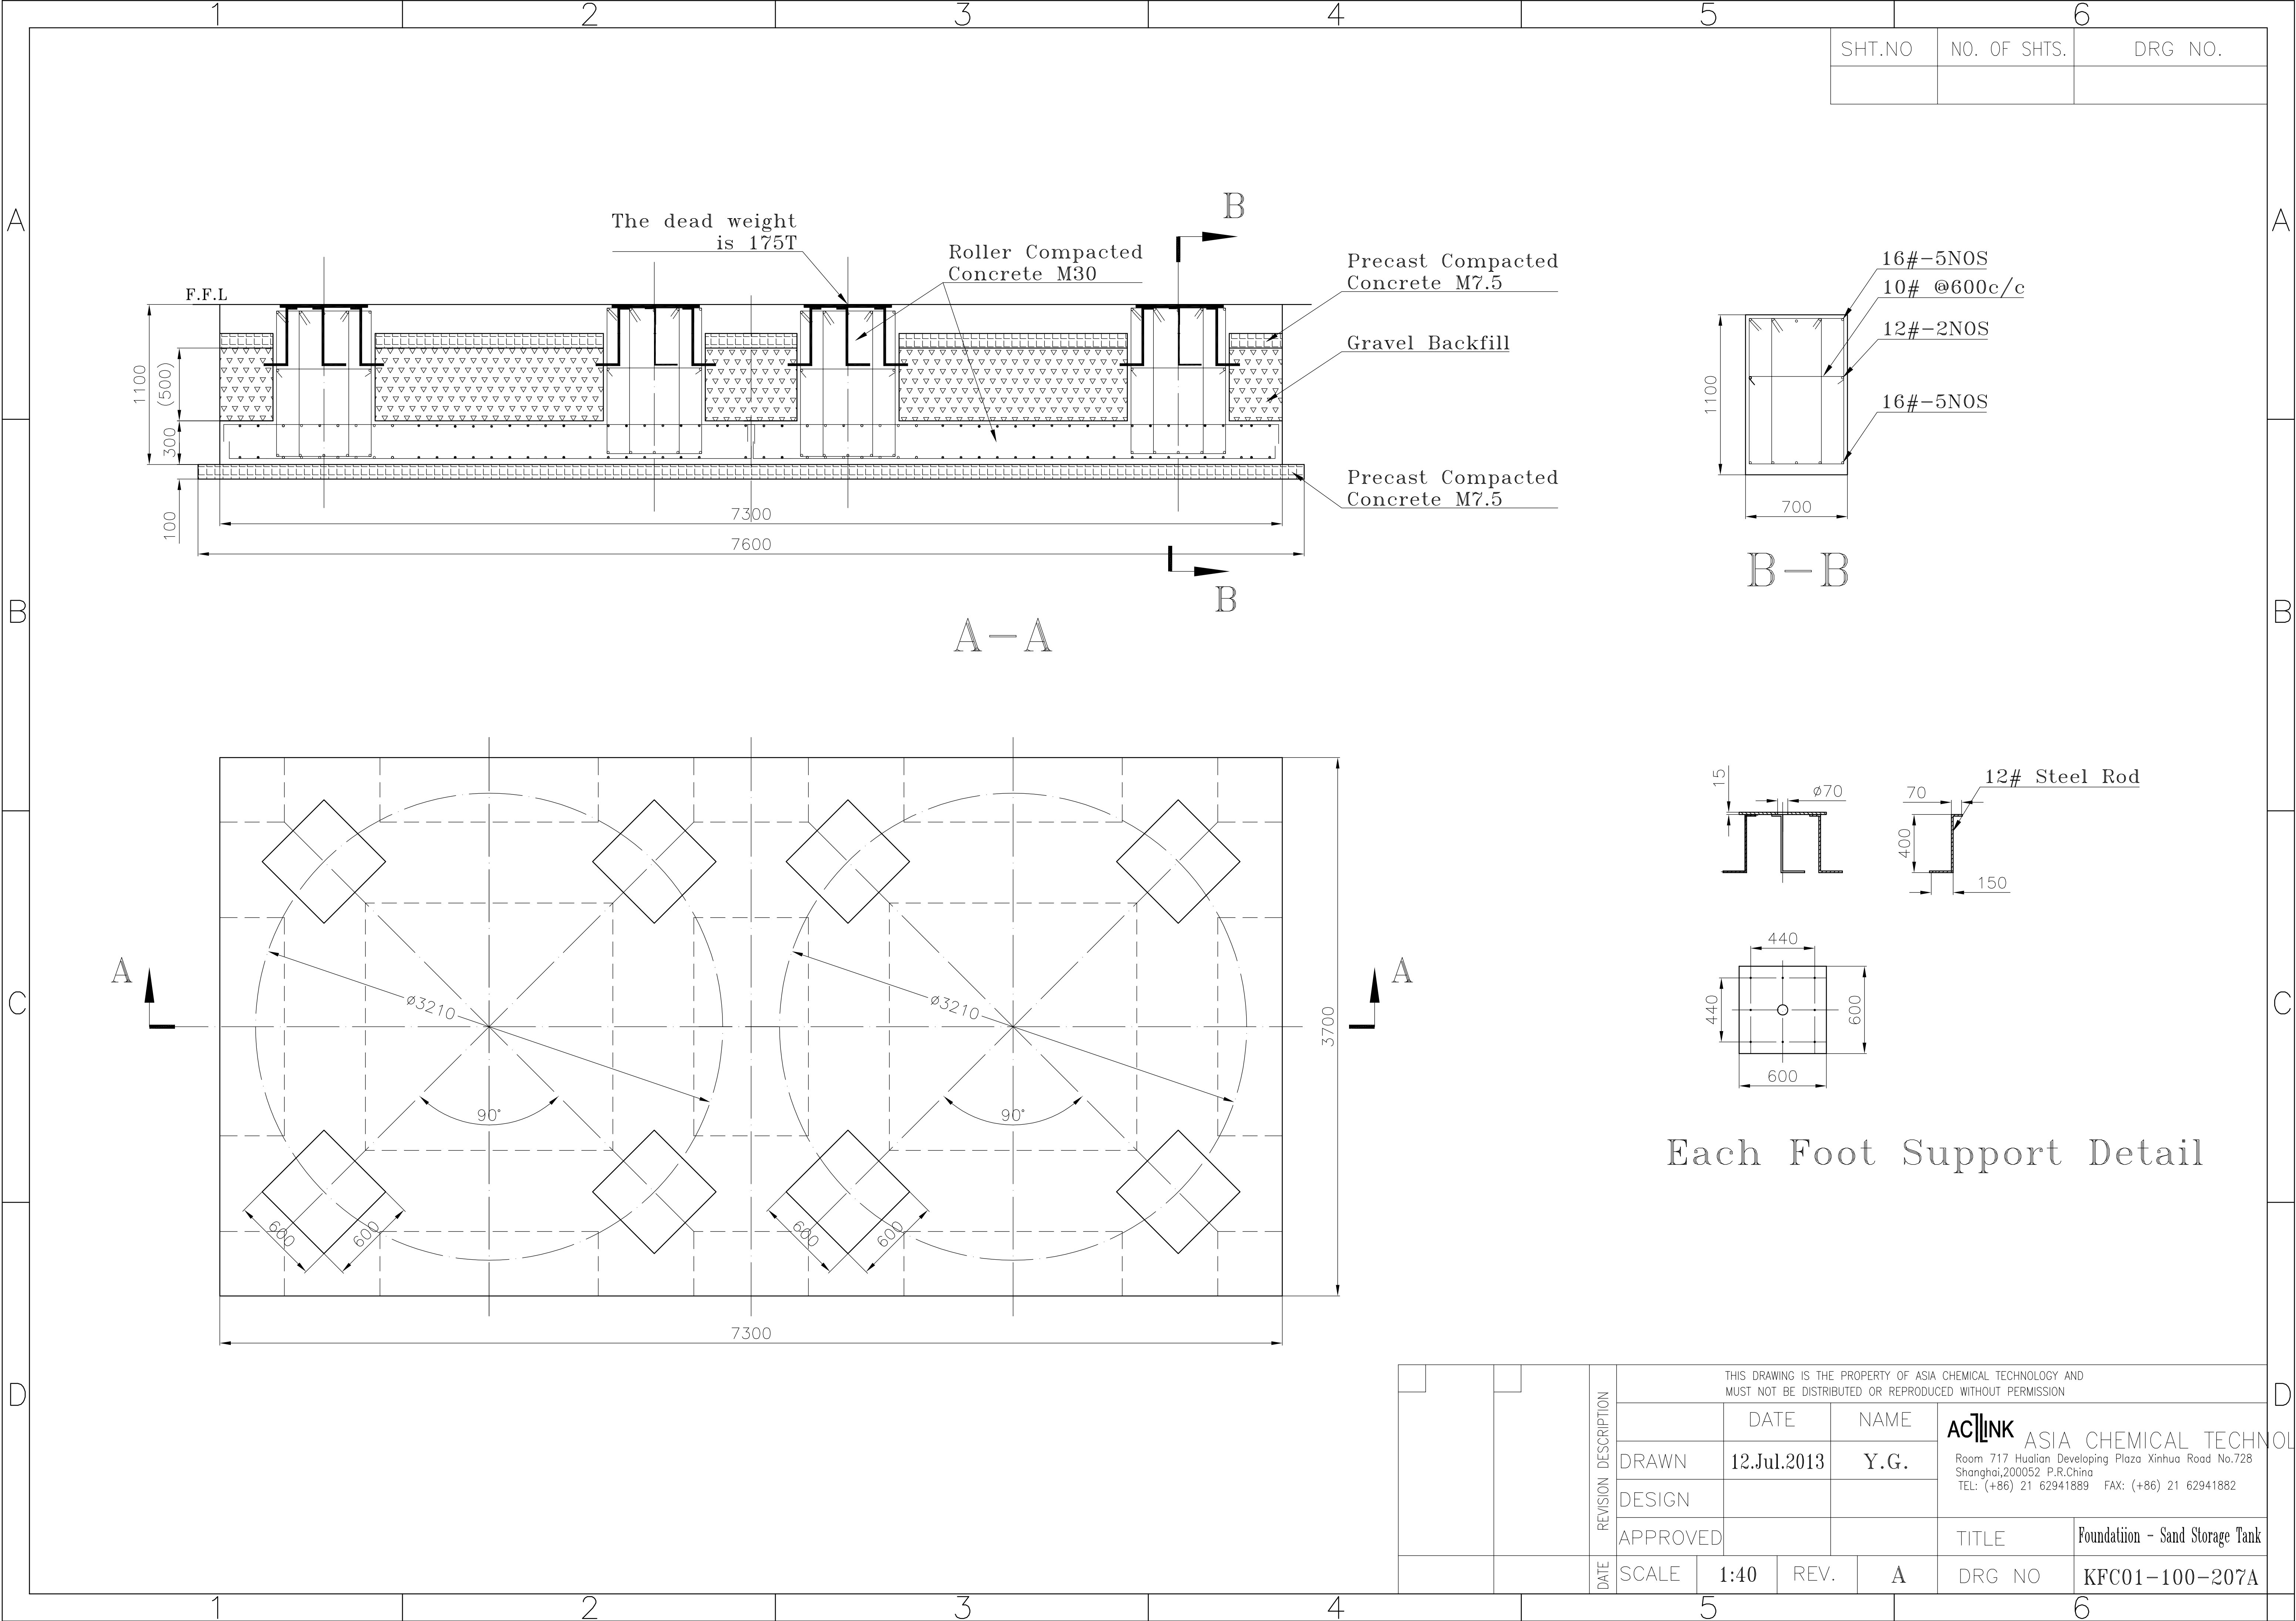 1 2 3 4 5 6
SHT.NO NO. OF SHTS. DRG NO.
A A
B B
C C
D D
The dead weight
is 175T
Roller Compacted
Concrete M30
B
Precast Compacted
Concrete M7.5
Gravel Backfill
F.F.L
1100
(500)
300
100
7300
7600
Precast Compacted
Concrete M7.5
B
A-A
16#-5NOS
10# @600c/c
12#-2NOS
16#-5NOS
1100
700
B-B
A A
ø3210 ø3210
90° 90°
600 600 600 600
3700
7300
15
ø70
70
12# Steel Rod
400
150
440
440
600
600
Each Foot Support Detail
REVISION DESCRIPTION
DATE
THIS DRAWING IS THE PROPERTY OF ASIA CHEMICAL TECHNOLOGY AND
MUST NOT BE DISTRIBUTED OR REPRODUCED WITHOUT PERMISSION
DATE NAME
DRAWN 12.Jul.2013 Y.G.
DESIGN
APPROVED
SCALE 1:40 REV. A
ACLINK ASIA CHEMICAL TECHNOL
Room 717 Hualian Developing Plaza Xinhua Road No.728
Shanghai,200052 P.R.China
TEL: (+86) 21 62941889 FAX: (+86) 21 62941882
TITLE Foundatiion - Sand Storage Tank
DRG NO KFC01-100-207A
1 2 3 4 5 6